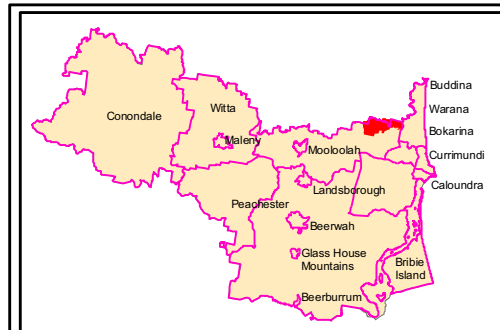 Buddina
Warana
Bokarina
Currimundi
Caloundra
Conondale
Witta
Maleny
Mooloolah
Landsborough
Peachester
Beerwah
Glass House
Mountains
Bribie
Island
Beerburrum